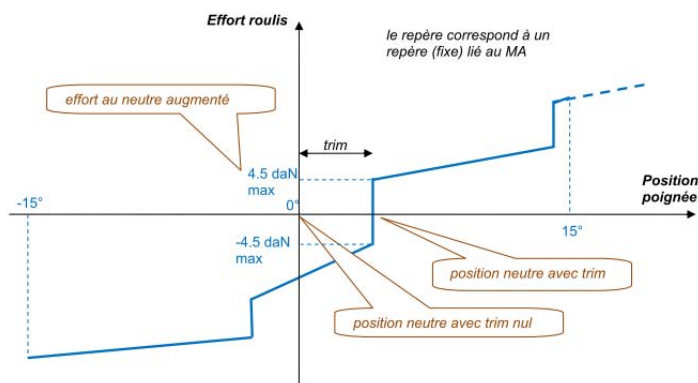 Effort roulis
le repère correspond à un
repère (fixe) lié au MA
effort au neutre augmenté
trim
4.5 daN
max
-15°
0°
Position
poignée
-4.5 daN
max
15°
position neutre avec trim
position neutre avec trim nul